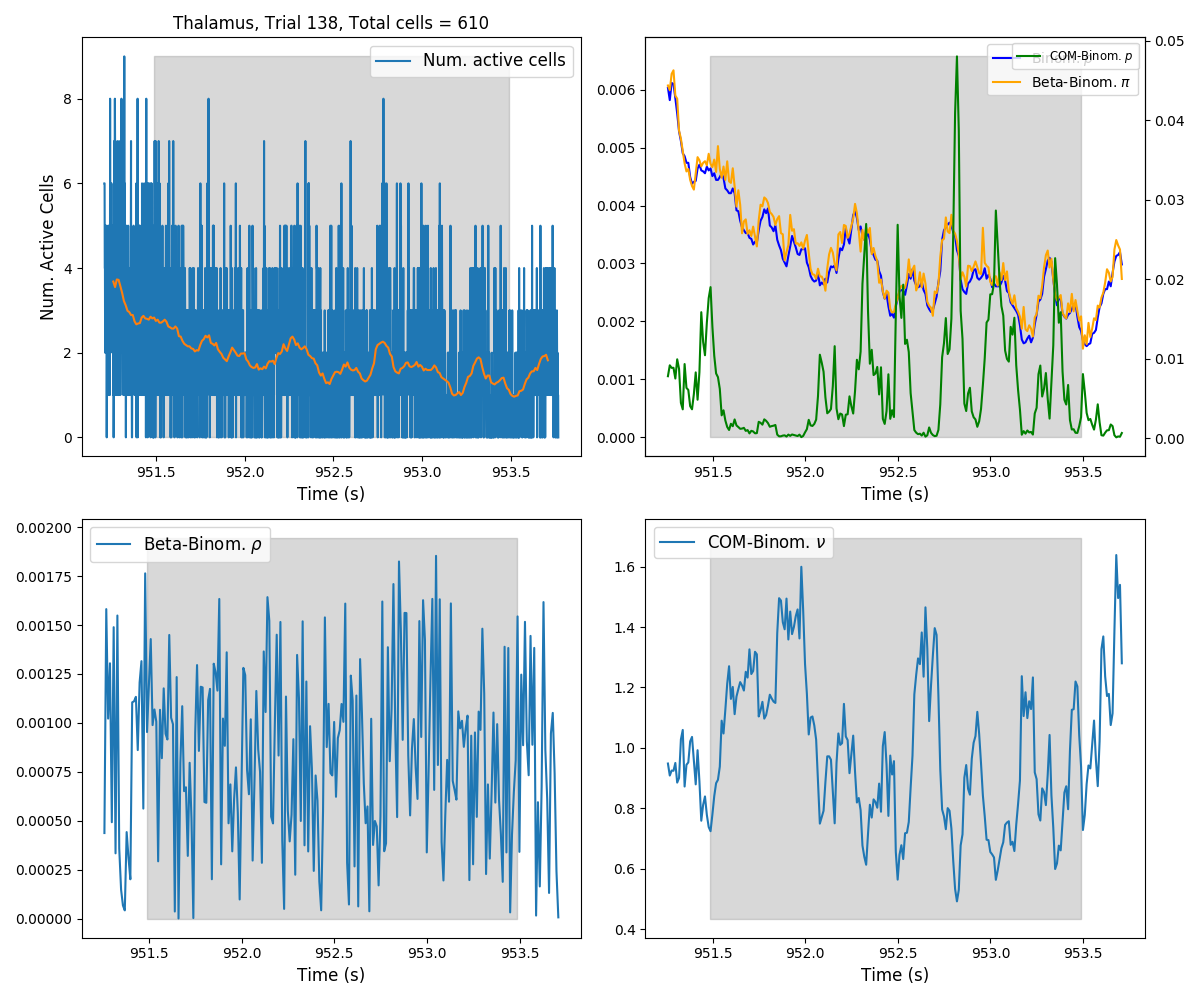 Thalamus, Trial 138, Total cells = 610
Num. active cells
Num. Active Cells
8
6
4
2
0
951.5 952.0 952.5 953.0 953.5
Time (s)
COM-Binom. p
Binom. p
Beta-Binom. π
0.006
0.005
0.004
0.003
0.002
0.001
0.000
0.05
0.04
0.03
0.02
0.01
0.00
951.5 952.0 952.5 953.0 953.5
Time (s)
Beta-Binom. ρ
0.00200
0.00175
0.00150
0.00125
0.00100
0.00075
0.00050
0.00025
0.00000
951.5 952.0 952.5 953.0 953.5
Time (s)
COM-Binom. ν
1.6
1.4
1.2
1.0
0.8
0.6
0.4
951.5 952.0 952.5 953.0 953.5
Time (s)